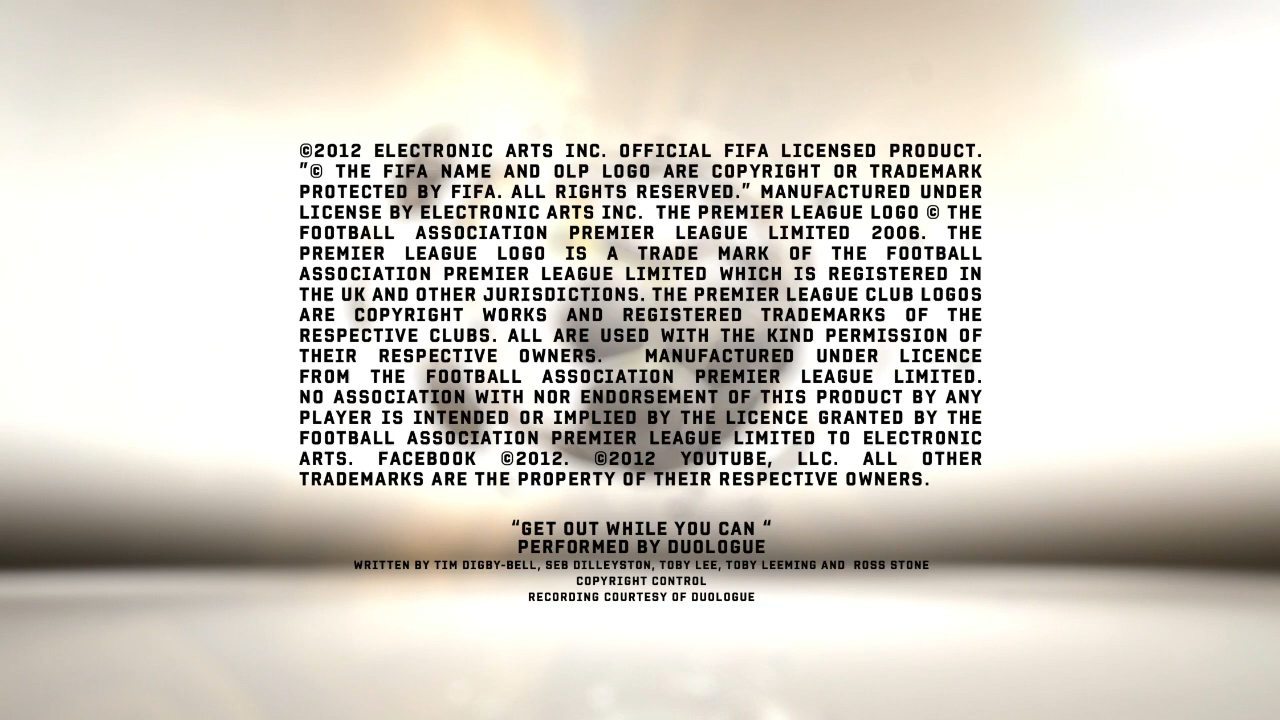 ©2012 ELECTRONIC ARTS INC. OFFICIAL FIFA LICENSED PRODUCT.
"© THE FIFA NAME AND OLP LOGO ARE COPYRIGHT OR TRADEMARK
PROTECTED BY FIFA. ALL RIGHTS RESERVED." MANUFACTURED UNDER
LICENSE BY ELECTRONIC ARTS INC. THE PREMIER LEAGUE LOGO © THE
FOOTBALL ASSOCIATION PREMIER LEAGUE LIMITED 2006. THE
PREMIER LEAGUE LOGO IS A TRADE MARK OF THE FOOTBALL
ASSOCIATION PREMIER LEAGUE LIMITED WHICH IS REGISTERED IN
THE UK AND OTHER JURISDICTIONS. THE PREMIER LEAGUE CLUB LOGOS
ARE COPYRIGHT WORKS AND REGISTERED TRADEMARKS OF THE
RESPECTIVE CLUBS. ALL ARE USED WITH THE KIND PERMISSION OF
THEIR RESPECTIVE OWNERS. MANUFACTURED UNDER LICENCE
FROM THE FOOTBALL ASSOCIATION PREMIER LEAGUE LIMITED.
NO ASSOCIATION WITH NOR ENDORSEMENT OF THIS PRODUCT BY ANY
PLAYER IS INTENDED OR IMPLIED BY THE LICENCE GRANTED BY THE
FOOTBALL ASSOCIATION PREMIER LEAGUE LIMITED TO ELECTRONIC
ARTS. FACEBOOK ©2012. ©2012 YOUTUBE, LLC. ALL OTHER
TRADEMARKS ARE THE PROPERTY OF THEIR RESPECTIVE OWNERS.
“GET OUT WHILE YOU CAN “
PERFORMED BY DUOLOGUE
WRITTEN BY TIM DIGBY-BELL, SEB DILLEYSTON, TOBY LEE, TOBY LEEMING AND ROSS STONE
COPYRIGHT CONTROL
RECORDING COURTESY OF DUOLOGUE